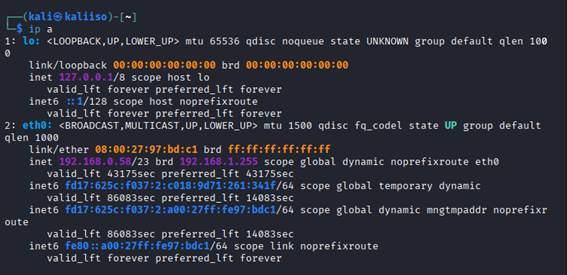 ┌──(kali㉿kaliiso)-[~]
└─$ ip a
1: lo: <LOOPBACK,UP,LOWER_UP> mtu 65536 qdisc noqueue state UNKNOWN group default qlen 100
0
    link/loopback 00:00:00:00:00:00 brd 00:00:00:00:00:00
    inet 127.0.0.1/8 scope host lo
       valid_lft forever preferred_lft forever
    inet6 ::1/128 scope host noprefixroute
       valid_lft forever preferred_lft forever
2: eth0: <BROADCAST,MULTICAST,UP,LOWER_UP> mtu 1500 qdisc fq_codel state UP group default
qlen 1000
    link/ether 08:00:27:97:bd:c1 brd ff:ff:ff:ff:ff:ff
    inet 192.168.0.58/23 brd 192.168.1.255 scope global dynamic noprefixroute eth0
       valid_lft 43175sec preferred_lft 43175sec
    inet6 fd17:625c:f037:2:c018:9d71:261:341f/64 scope global temporary dynamic
       valid_lft 86083sec preferred_lft 14083sec
    inet6 fd17:625c:f037:2:a00:27ff:fe97:bdc1/64 scope global dynamic mngtmpaddr noprefixr
oute
       valid_lft 86083sec preferred_lft 14083sec
    inet6 fe80::a00:27ff:fe97:bdc1/64 scope link noprefixroute
       valid_lft forever preferred_lft forever